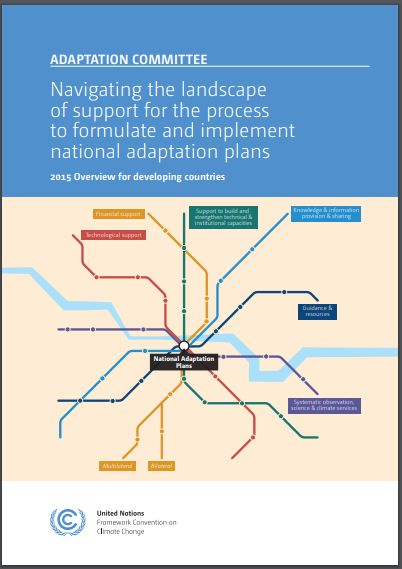 ADAPTATION COMMITTEE
Navigating the landscape
of support for the process
to formulate and implement
national adaptation plans
2015 Overview for developing countries
Financial support
Support to build and
strengthen technical &
institutional capacities
Knowledge & information
provision & sharing
Technological support
Guidance &
resources
National Adaptation
Plans
Systematic observation,
science & climate services
Multilateral
Bilateral
United Nations
Framework Convention on
Climate Change